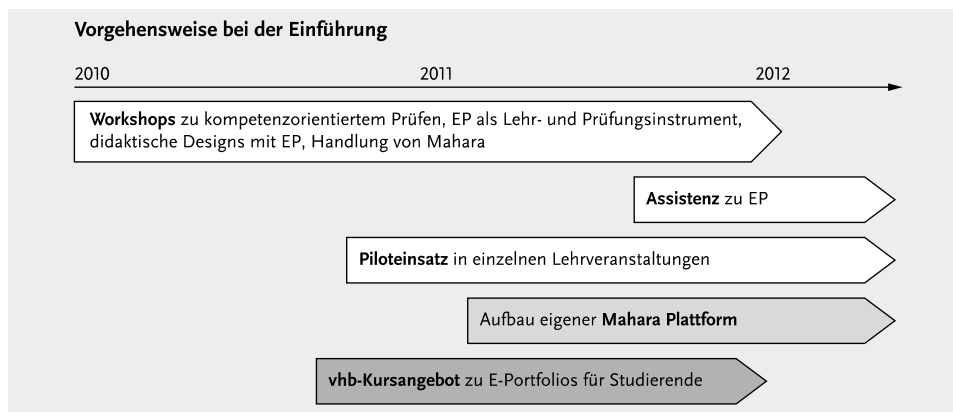 Vorgehensweise bei der Einführung
2010 2011 2012
Workshops zu kompetenzorientiertem Prüfen, EP als Lehr- und Prüfungsinstrument,
didaktische Designs mit EP, Handlung von Mahara
Assistenz zu EP
Piloteinsatz in einzelnen Lehrveranstaltungen
Aufbau eigener Mahara Plattform
vhb-Kursangebot zu E-Portfolios für Studierende